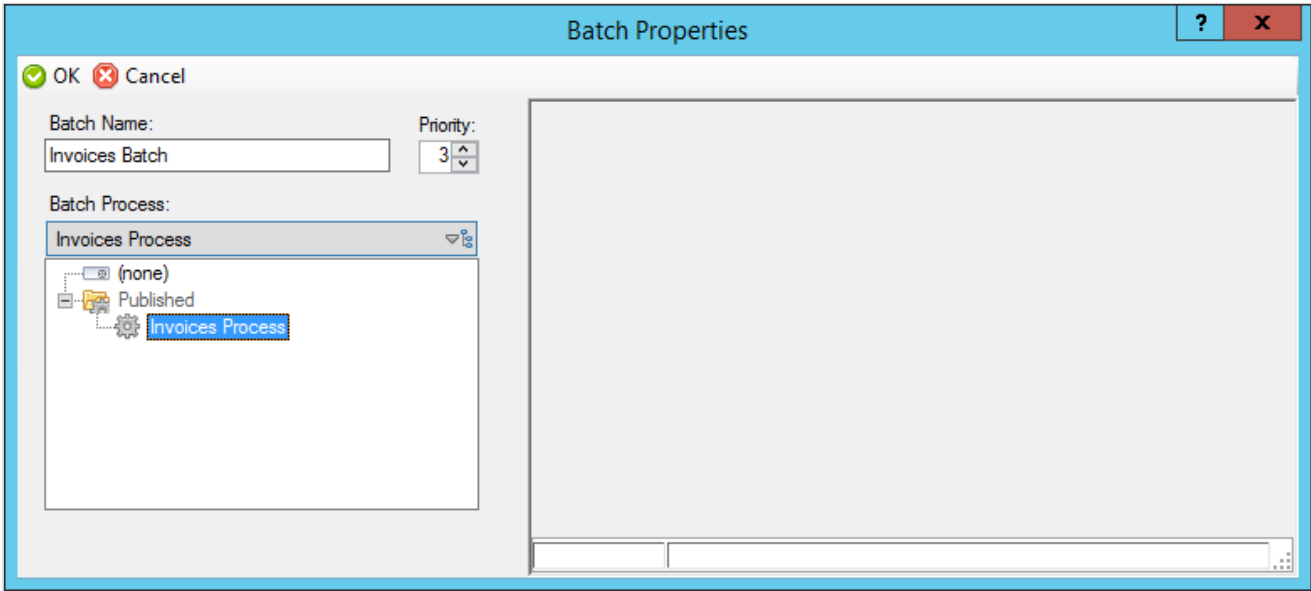 Batch Properties
? x
OK Cancel
Batch Name:
Priority:
Invoices Batch
3
Batch Process:
Invoices Process
(none)
Published
Invoices Process